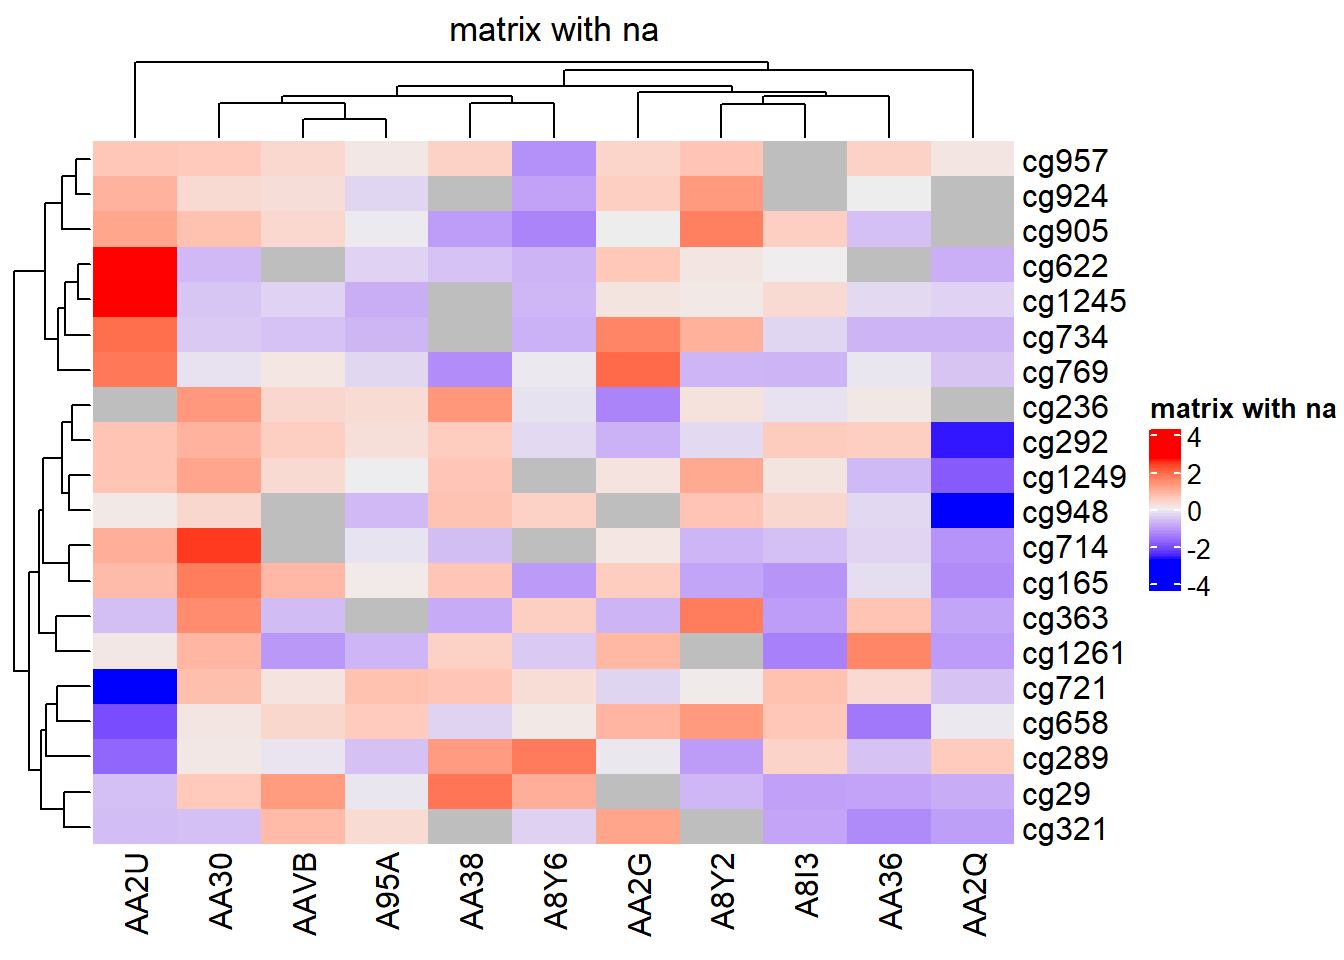 matrix with na
cg957
cg924
cg905
cg622
cg1245
cg734
cg769
cg236
cg292
cg1249
cg948
cg714
cg165
cg363
cg1261
cg721
cg658
cg289
cg29
cg321
matrix with na
4
2
0
-2
-4
AA2U
AA30
AAVB
A95A
AA38
A8Y6
AA2G
A8Y2
A8I3
AA36
AA2Q